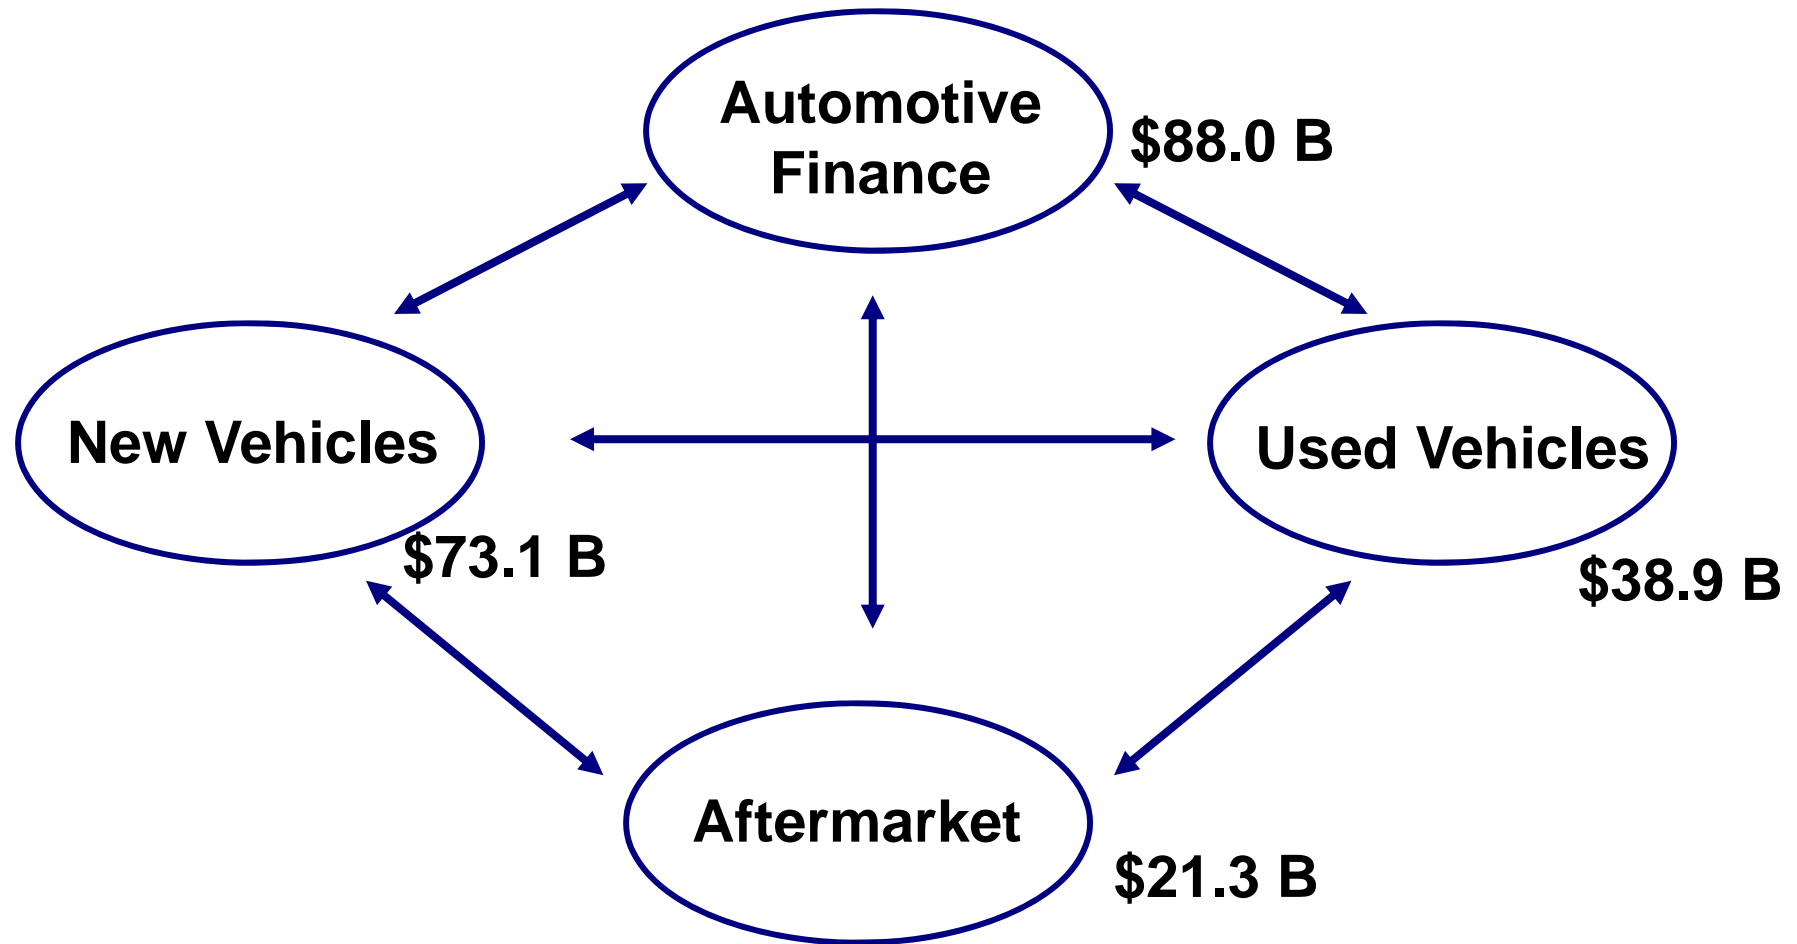 Automotive
Finance
$88.0 B
New Vehicles
Used Vehicles
$73.1 B
$38.9 B
Aftermarket
$21.3 B